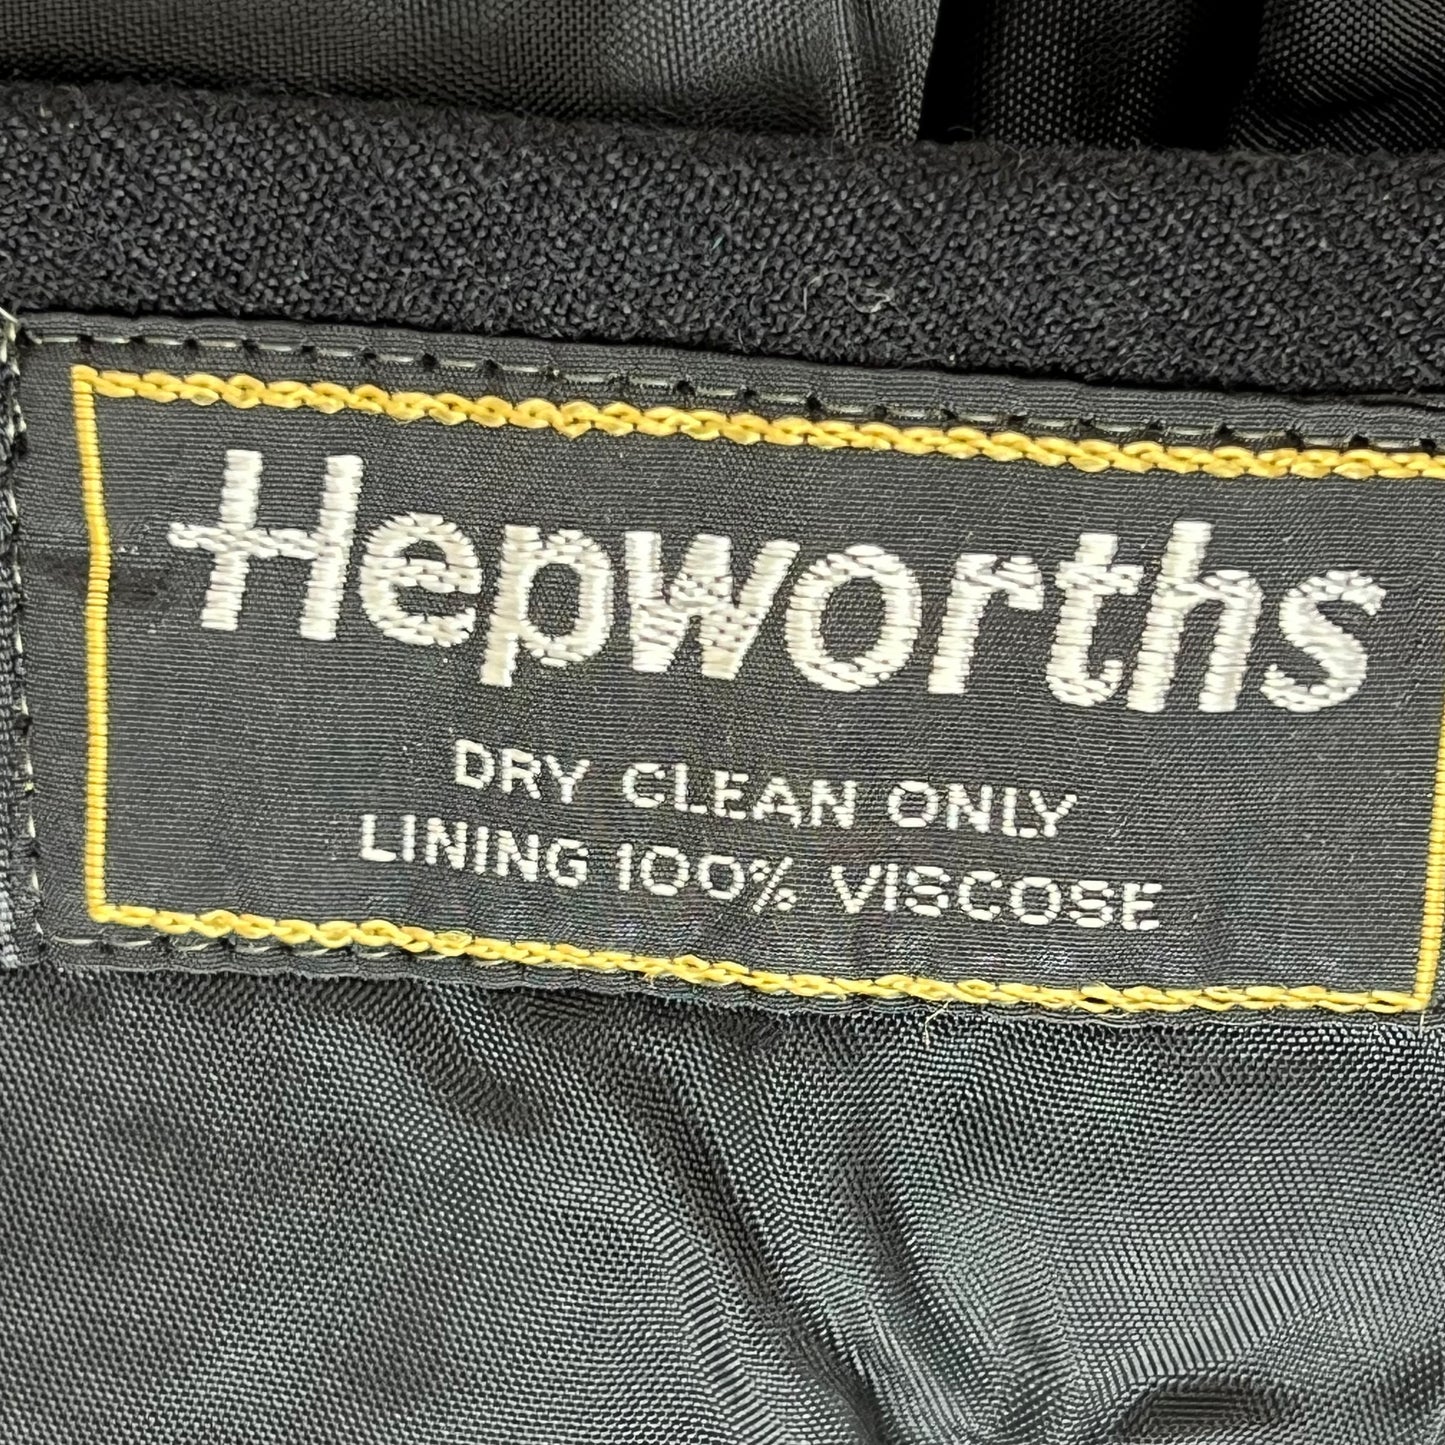 Hepworths
DRY CLEAN ONLY
LINING 100% VISCOSE